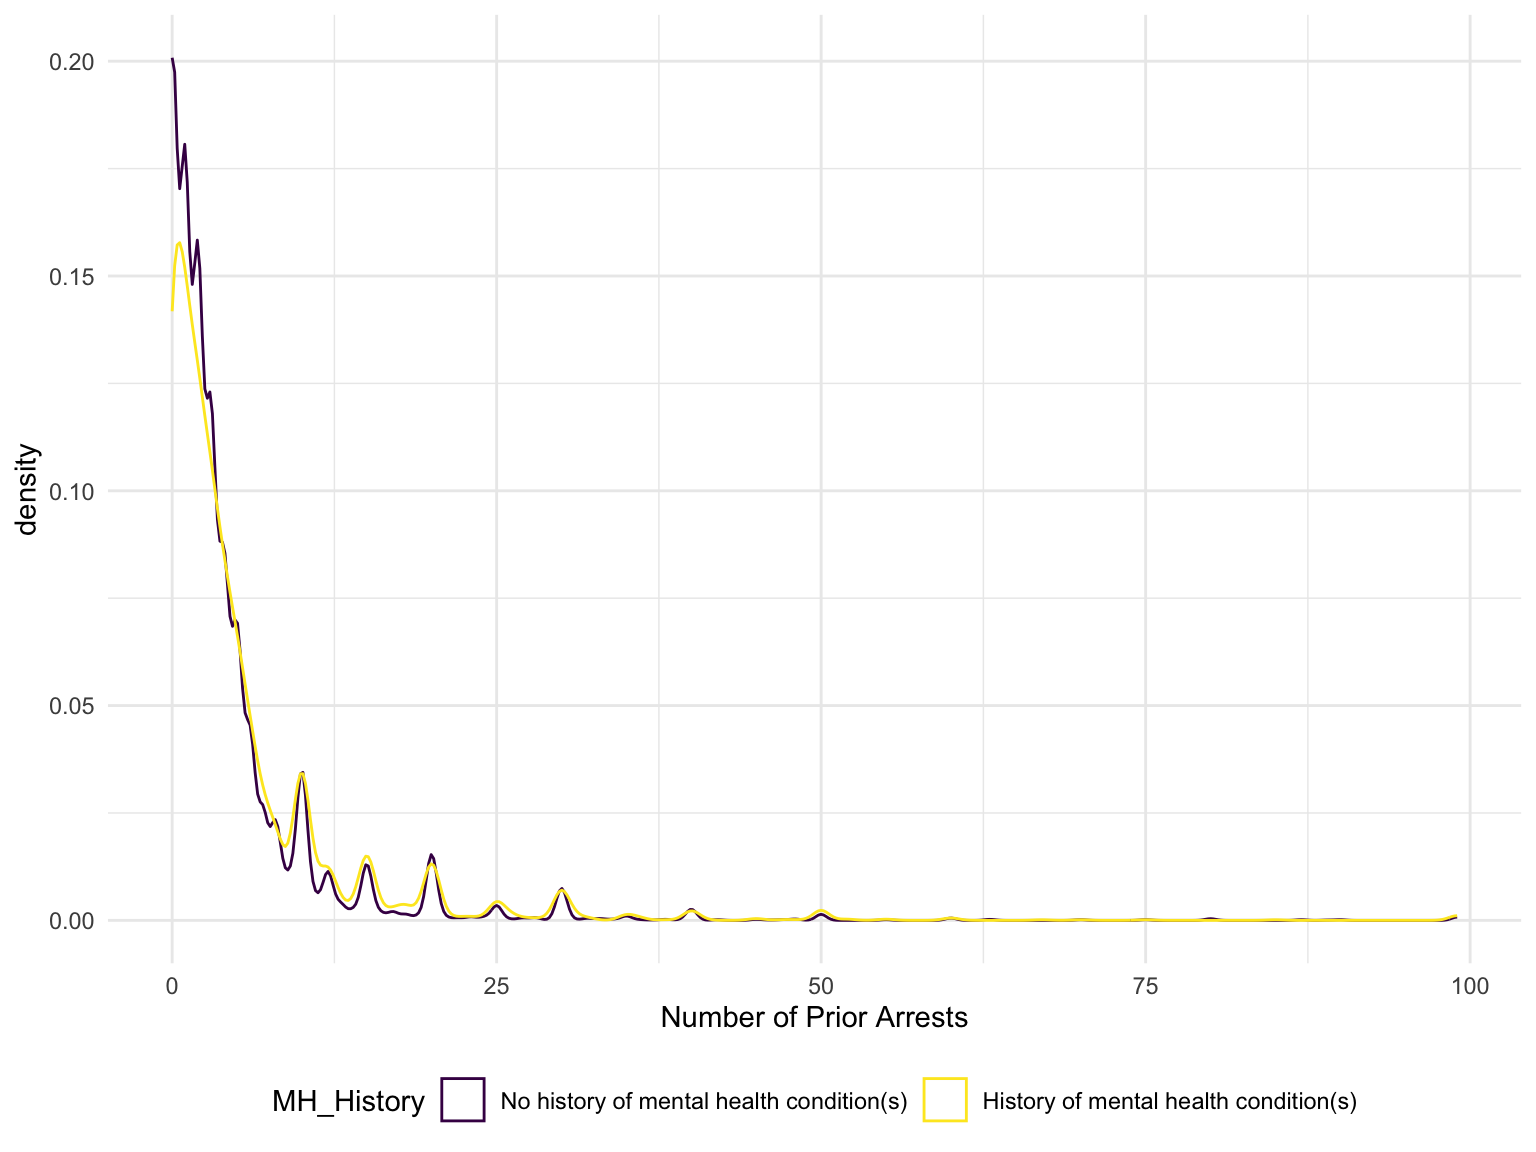 0.20
0.15
0.10
0.05
0.00
density
0 25 50 75 100
Number of Prior Arrests
MH_History No history of mental health condition(s) History of mental health condition(s)